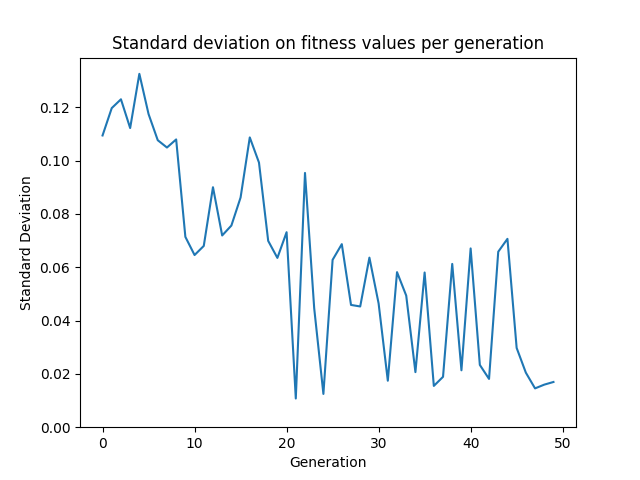 Standard deviation on fitness values per generation
0.12
0.10
0.08
0.06
0.04
0.02
0.00
Standard Deviation
0 10 20 30 40 50
Generation